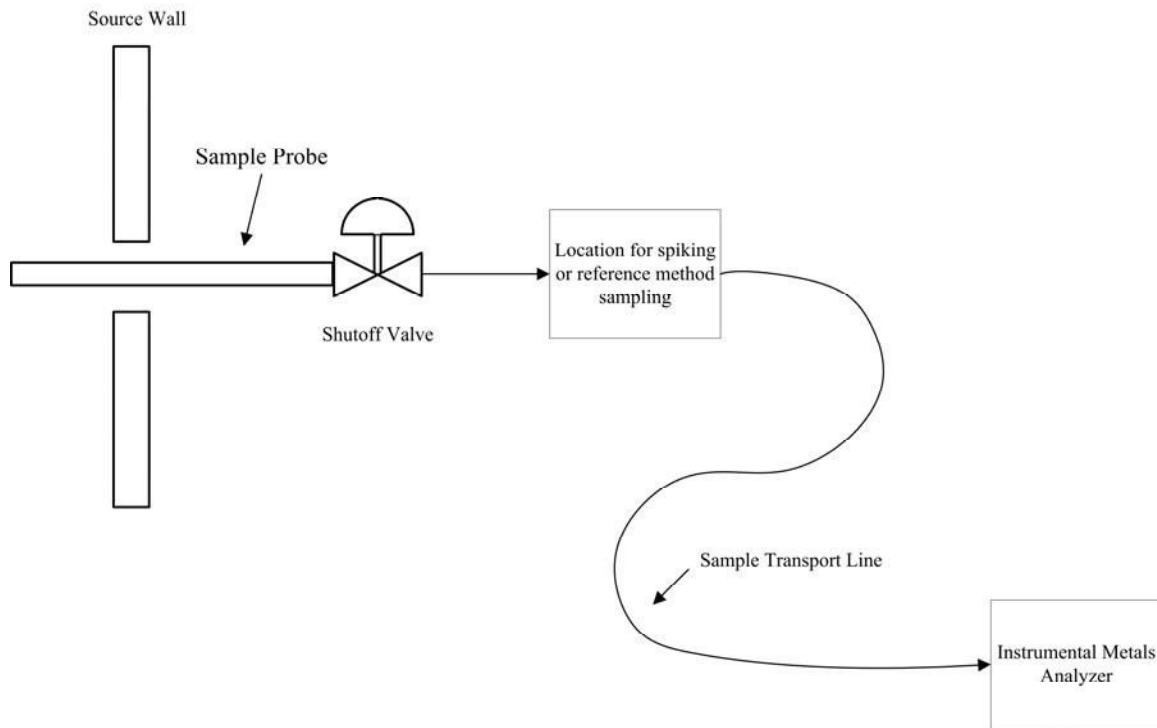 Source Wall
Sample Probe
Shutoff Valve
Location for spiking
or reference method
sampling
Sample Transport Line
Instrumental Metals
Analyzer